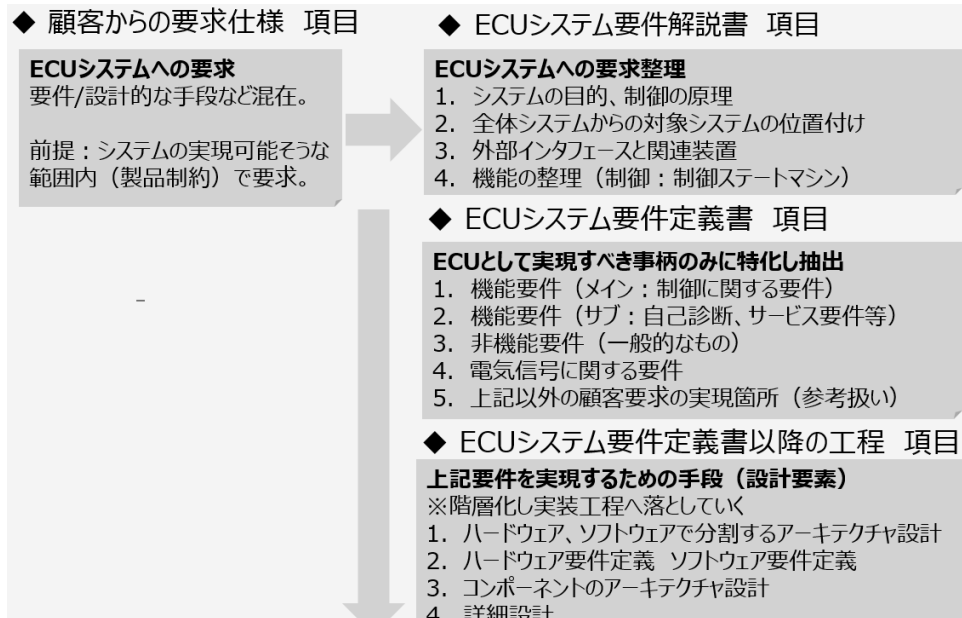 ◆ 顧客からの要求仕様 項目
ECUシステムへの要求
要件/設計的な手段など混在。
前提：システムの実現可能そうな
範囲内（製品制約）で要求。
–
◆ ECUシステム要件解説書 項目
ECUシステムへの要求整理
1. システムの目的、制御の原理
2. 全体システムからの対象システムの位置付け
3. 外部インタフェースと関連装置
4. 機能の整理（制御：制御ステートマシン）
◆ ECUシステム要件定義書 項目
ECUとして実現すべき事柄のみに特化し抽出
1. 機能要件（メイン：制御に関する要件）
2. 機能要件（サブ：自己診断、サービス要件等）
3. 非機能要件（一般的なもの）
4. 電気信号に関する要件
5. 上記以外の顧客要求の実現箇所（参考扱い）
◆ ECUシステム要件定義書以降の工程 項目
上記要件を実現するための手段（設計要素）
※階層化し実装工程へ落としていく
1. ハードウェア、ソフトウェアで分割するアーキテクチャ設計
2. ハードウェア要件定義 ソフトウェア要件定義
3. コンポーネントのアーキテクチャ設計
4. 詳細設計